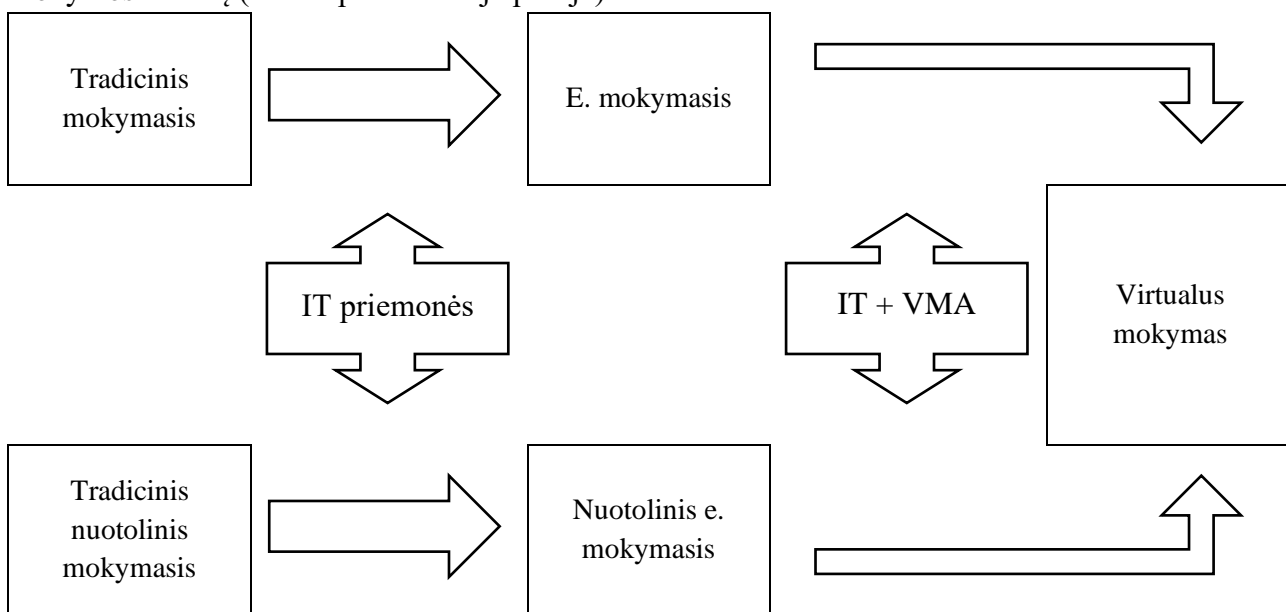 Tradicinis
mokymasis
E. mokymasis
IT priemonės
IT + VMA
Virtualus
mokymas
Tradicinis
nuotolinis
mokymasis
Nuotolinis e.
mokymasis